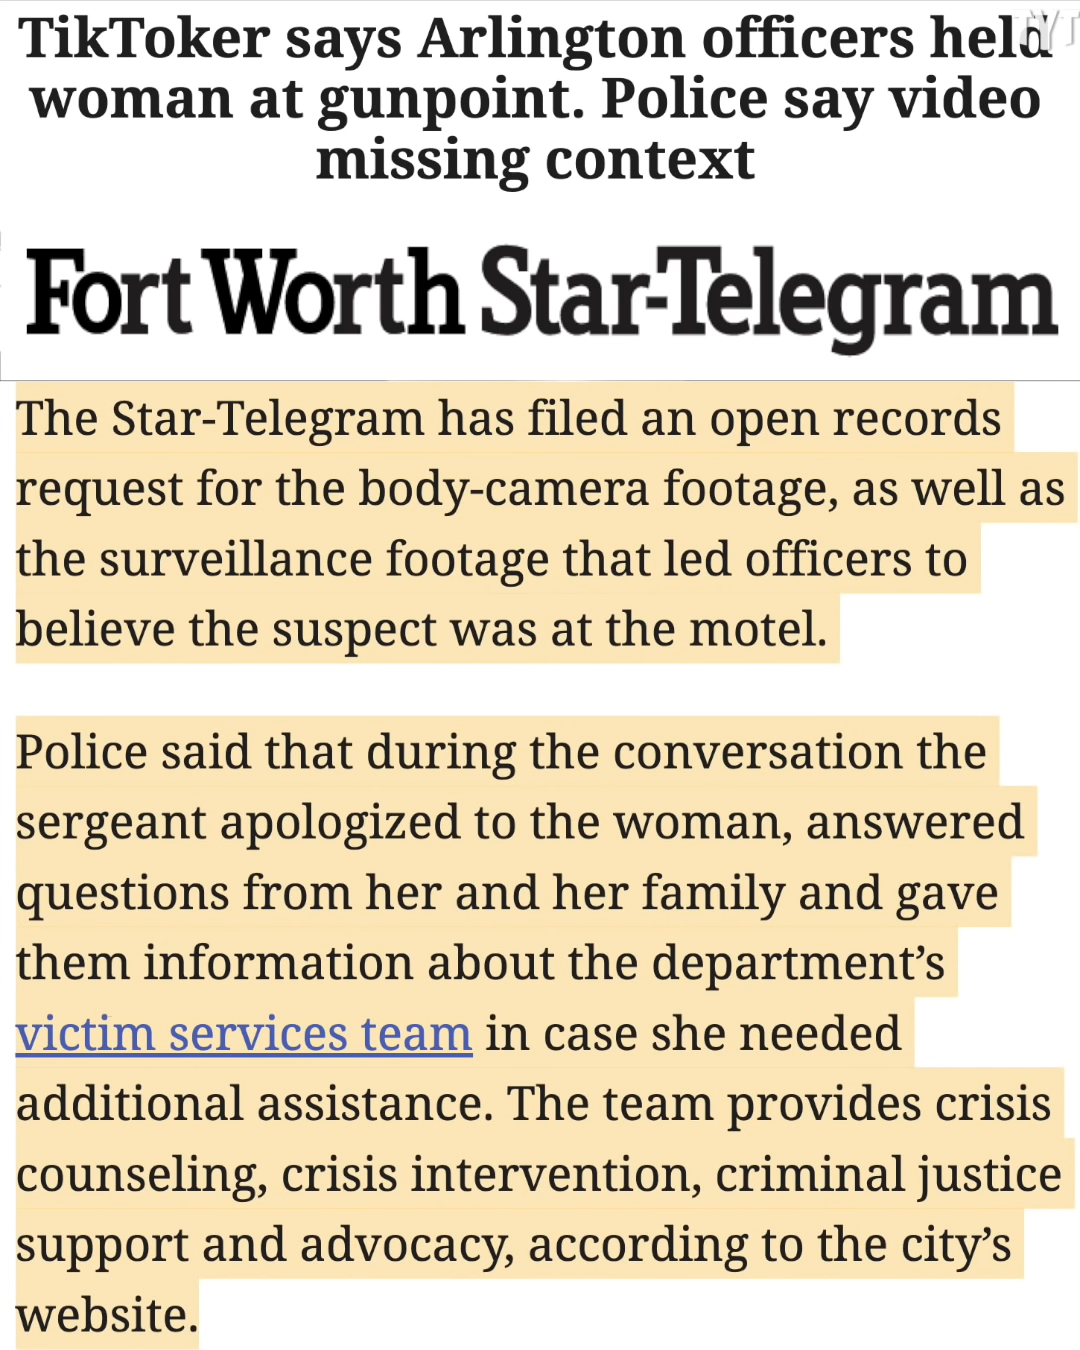 TikToker says Arlington officers held
woman at gunpoint. Police say video
missing context
TYT
Fort Worth Star-Telegram
The Star-Telegram has filed an open records
request for the body-camera footage, as well as
the surveillance footage that led officers to
believe the suspect was at the motel.
Police said that during the conversation the
sergeant apologized to the woman, answered
questions from her and her family and gave
them information about the department’s
victim services team in case she needed
additional assistance. The team provides crisis
counseling, crisis intervention, criminal justice
support and advocacy, according to the city’s
website.